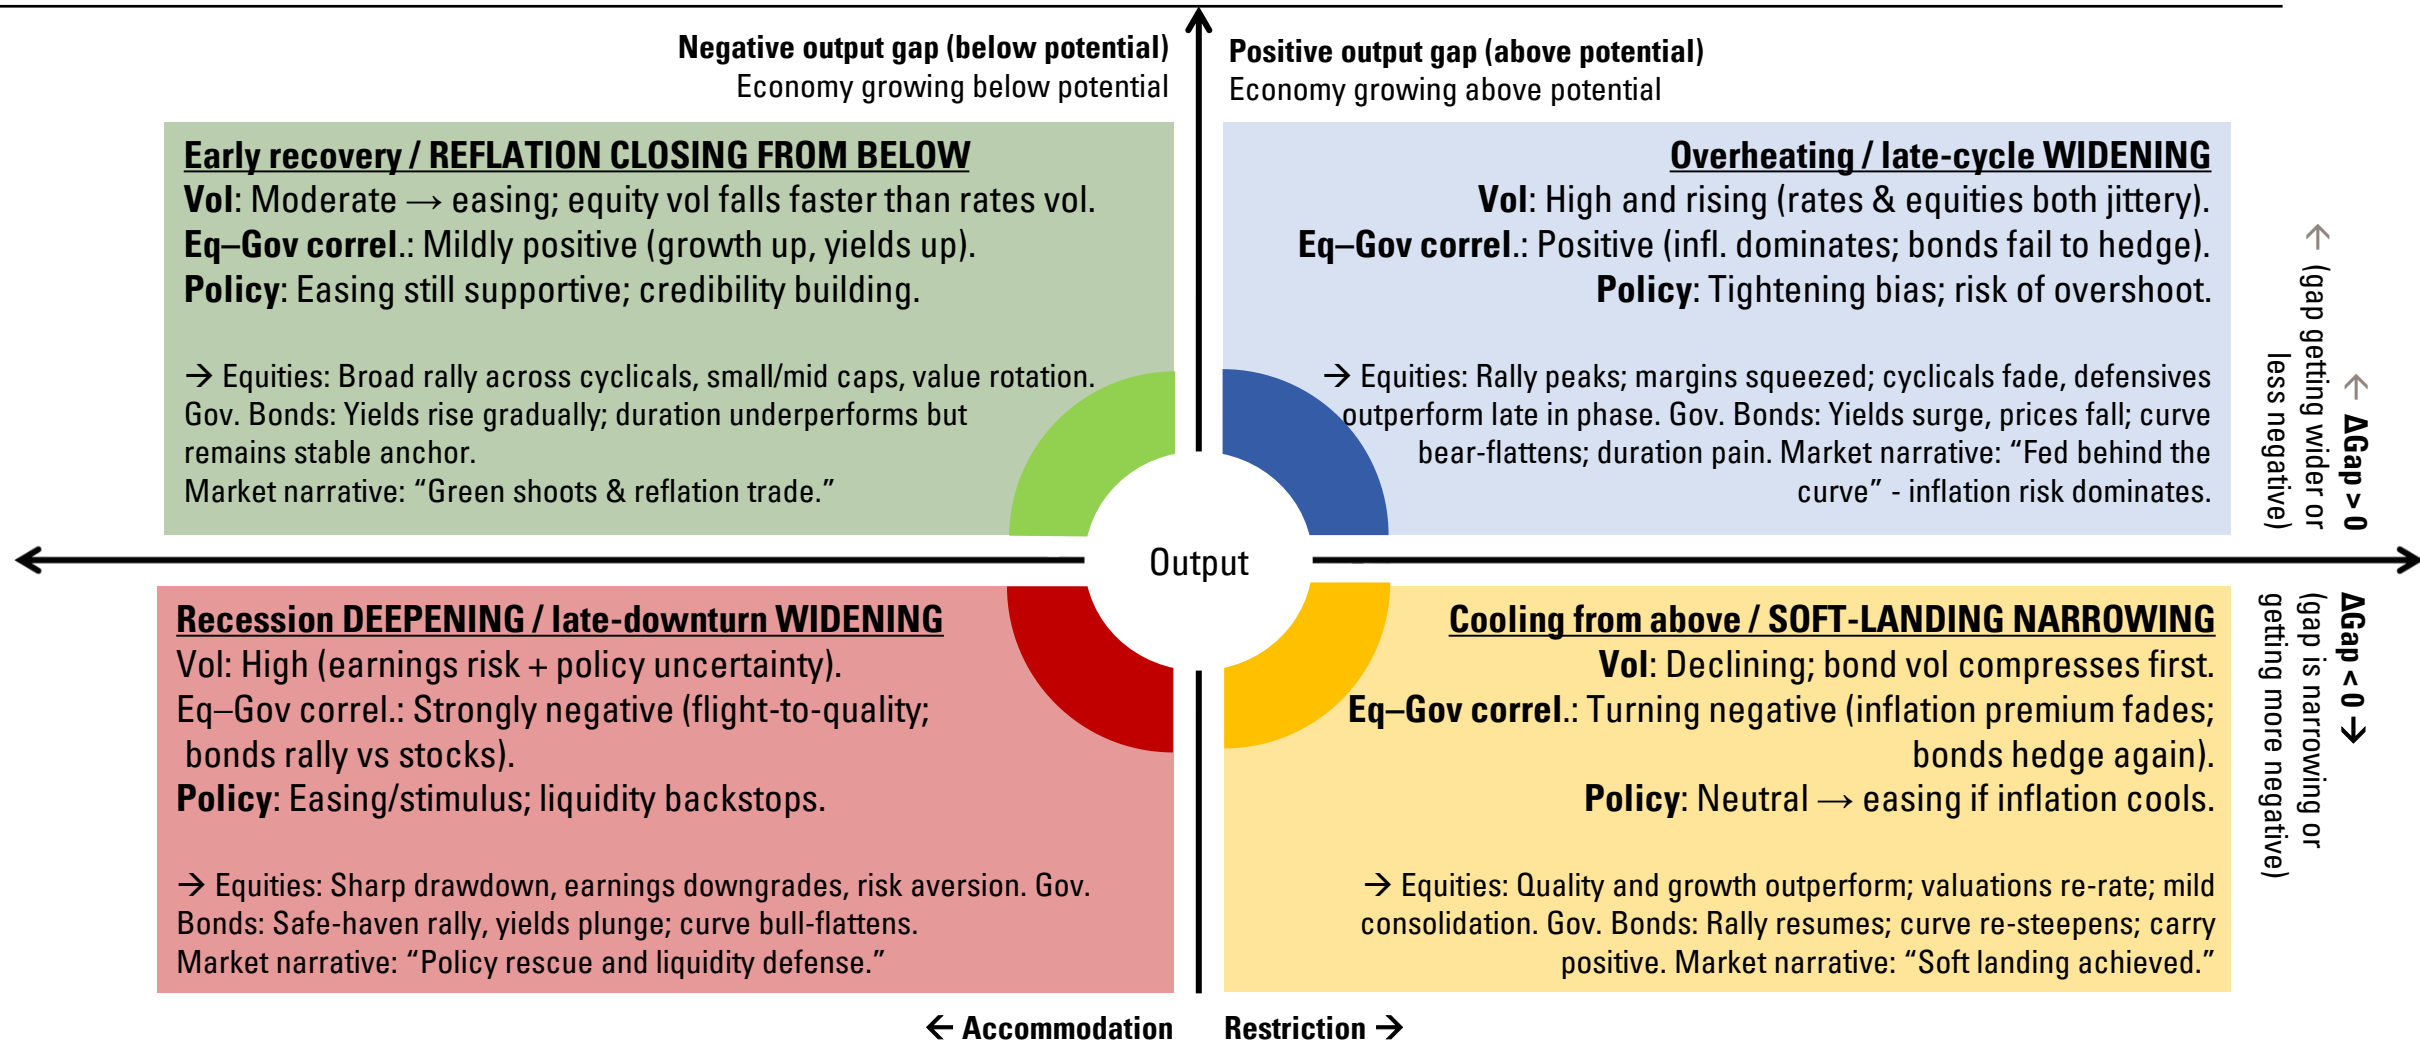 Negative output gap (below potential)
Economy growing below potential
Positive output gap (above potential)
Economy growing above potential
Early recovery / REFLATION CLOSING FROM BELOW
Vol: Moderate → easing; equity vol falls faster than rates vol.
Eq–Gov correl.: Mildly positive (growth up, yields up).
Policy: Easing still supportive; credibility building.
→ Equities: Broad rally across cyclicals, small/mid caps, value rotation.
Gov. Bonds: Yields rise gradually; duration underperforms but
remains stable anchor.
Market narrative: “Green shoots & reflation trade.”
Overheating / late-cycle WIDENING
Vol: High and rising (rates & equities both jittery).
Eq–Gov correl.: Positive (infl. dominates; bonds fail to hedge).
Policy: Tightening bias; risk of overshoot.
→ Equities: Rally peaks; margins squeezed; cyclicals fade, defensives
outperform late in phase. Gov. Bonds: Yields surge, prices fall; curve
bear-flattens; duration pain. Market narrative: “Fed behind the
curve” - inflation risk dominates.
← ΔGap > 0
← (gap getting wider or
less negative)
Output
Recession DEEPENING / late-downturn WIDENING
Vol: High (earnings risk + policy uncertainty).
Eq–Gov correl.: Strongly negative (flight-to-quality;
bonds rally vs stocks).
Policy: Easing/stimulus; liquidity backstops.
→ Equities: Sharp drawdown, earnings downgrades, risk aversion. Gov.
Bonds: Safe-haven rally, yields plunge; curve bull-flattens.
Market narrative: “Policy rescue and liquidity defense.”
Cooling from above / SOFT-LANDING NARROWING
Vol: Declining; bond vol compresses first.
Eq–Gov correl.: Turning negative (inflation premium fades;
bonds hedge again).
Policy: Neutral → easing if inflation cools.
→ Equities: Quality and growth outperform; valuations re-rate; mild
consolidation. Gov. Bonds: Rally resumes; curve re-steepens; carry
positive. Market narrative: “Soft landing achieved.”
ΔGap < 0 →
(gap is narrowing or
getting more negative)
← Accommodation
Restriction →